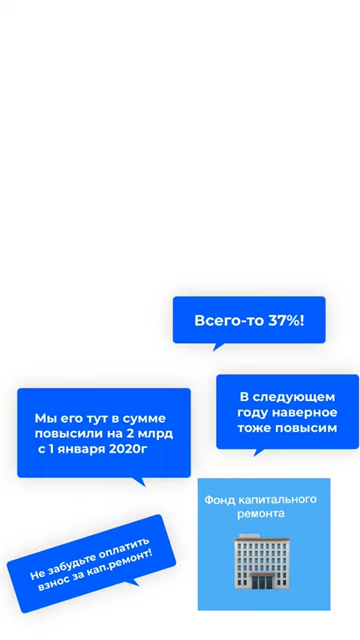 Всего-то 37%!
В следующем
году наверное
тоже повысим
Мы его тут в сумме
повысили на 2 млрд
с 1 января 2020г
Фонд капитального
ремонта
Не забудьте оплатить
взнос за кап.ремонт!